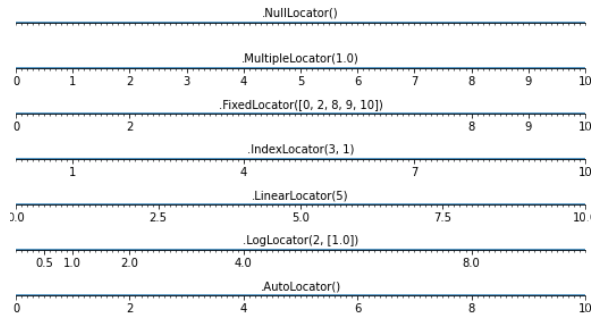 .NullLocator()
.MultipleLocator(1.0)
0 1 2 3 4 5 6 7 8 9 10
.FixedLocator([0, 2, 8, 9, 10])
0 2 8 9 10
.IndexLocator(3, 1)
1 4 7 10
.LinearLocator(5)
0.0 2.5 5.0 7.5 10.
.LogLocator(2, [1.0])
0.5 1.0 2.0 4.0 8.0
.AutoLocator()
0 2 4 6 8 10